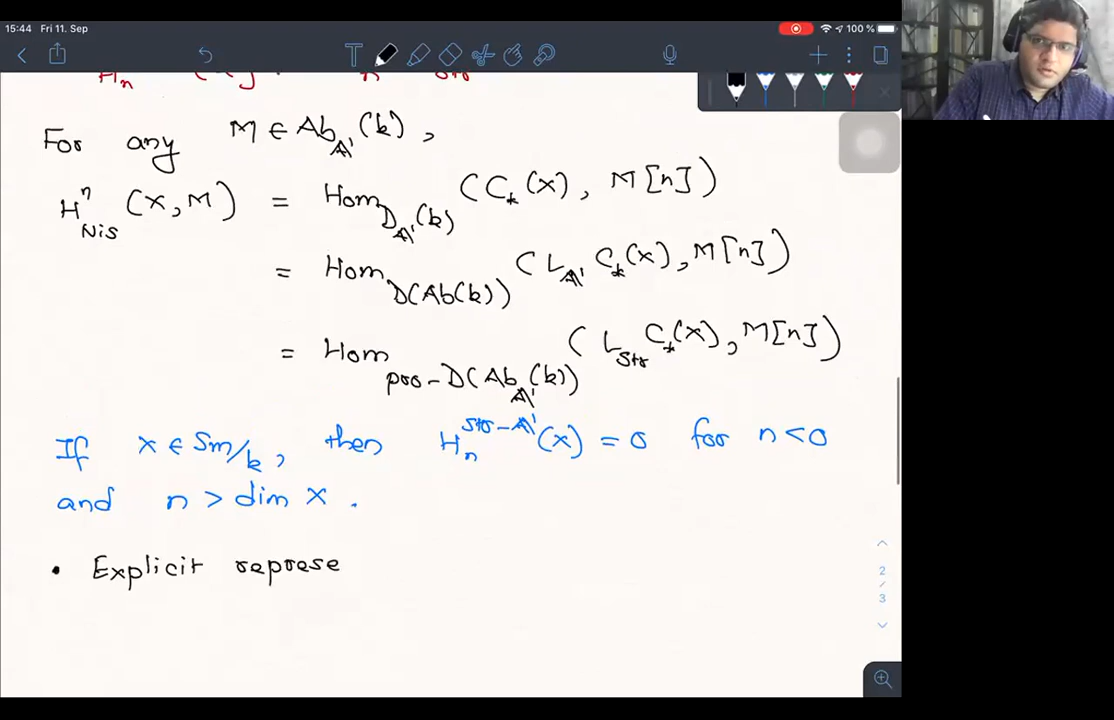 15:44 Fri 11. Sep 100 %
For any M ∈ Ab_{A¹}(k),
H^n_{Nis}(X, M) = Hom_{D_{A¹}(k)}(C_*(X), M[n])
= Hom_{D(Ab(k))}(L_{A¹} C_*(X), M[n])
= Hom_{pro-D(Ab_{A¹}(k))}(L_{str} C_*(X), M[n])
If X ∈ Sm/k, then H_n^{str-A¹}(X) = 0 for n < 0
and n > dim X.
• Explicit represe
2
/
3